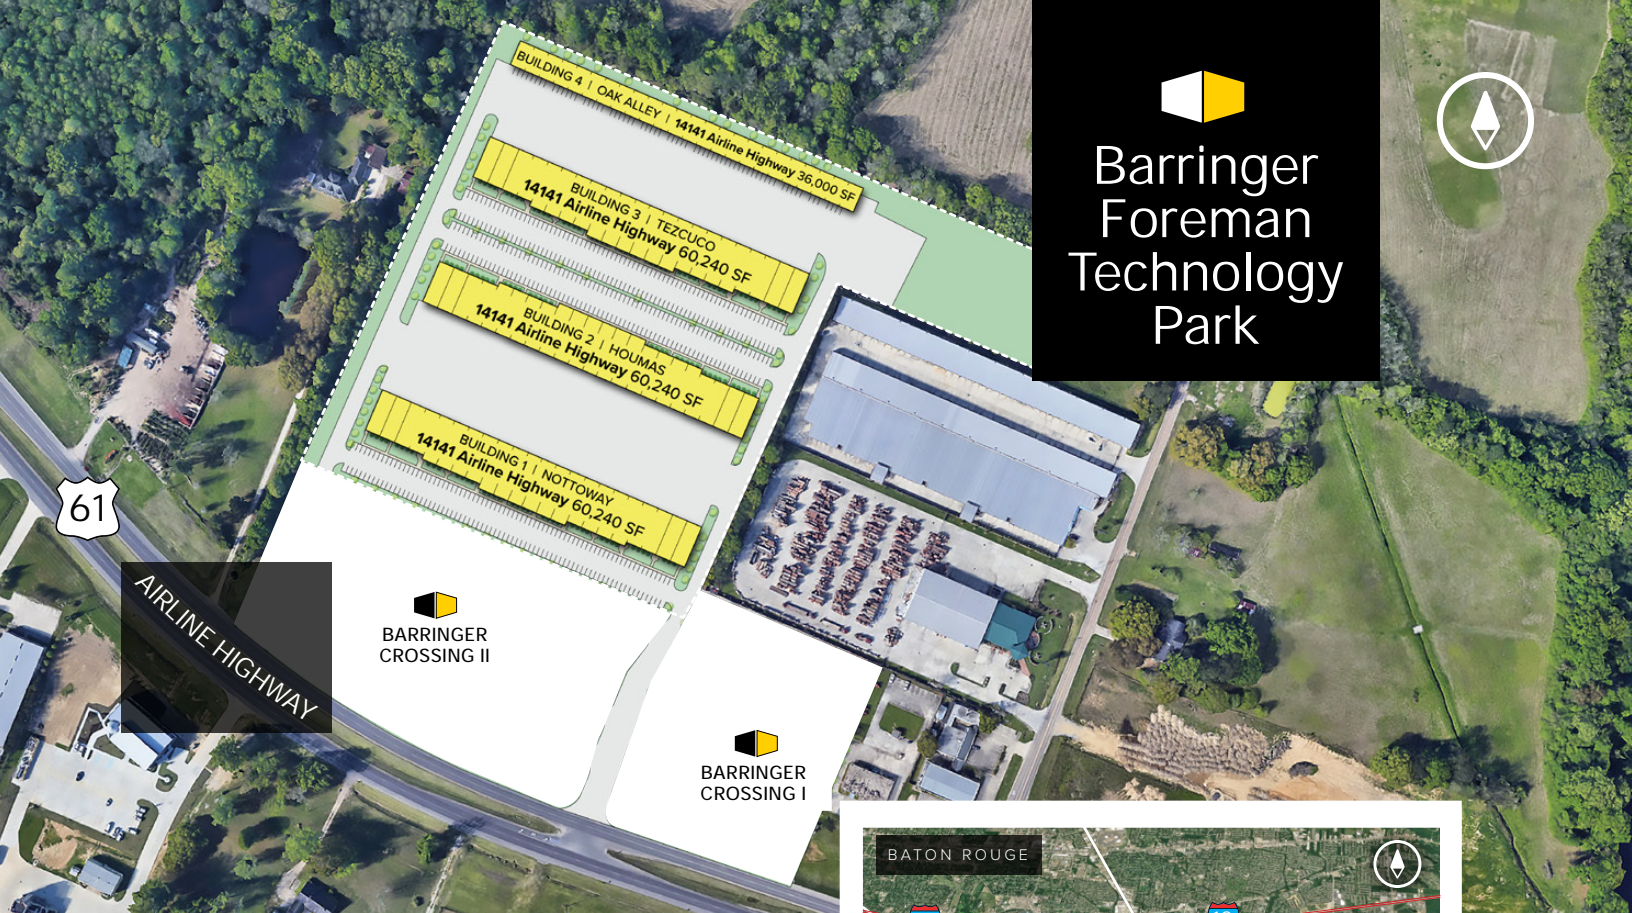 BUILDING 4 | OAK ALLEY | 14141 Airline Highway 36,000 SF
BUILDING 3 | TEZCUCO
14141 Airline Highway 60,240 SF
BUILDING 2 | HOUMAS
14141 Airline Highway 60,240 SF
BUILDING 1 | NOTTOWAY
14141 Airline Highway 60,240 SF
Barringer
Foreman
Technology
Park
61
AIRLINE HIGHWAY
BARRINGER
CROSSING II
BARRINGER
CROSSING I
BATON ROUGE